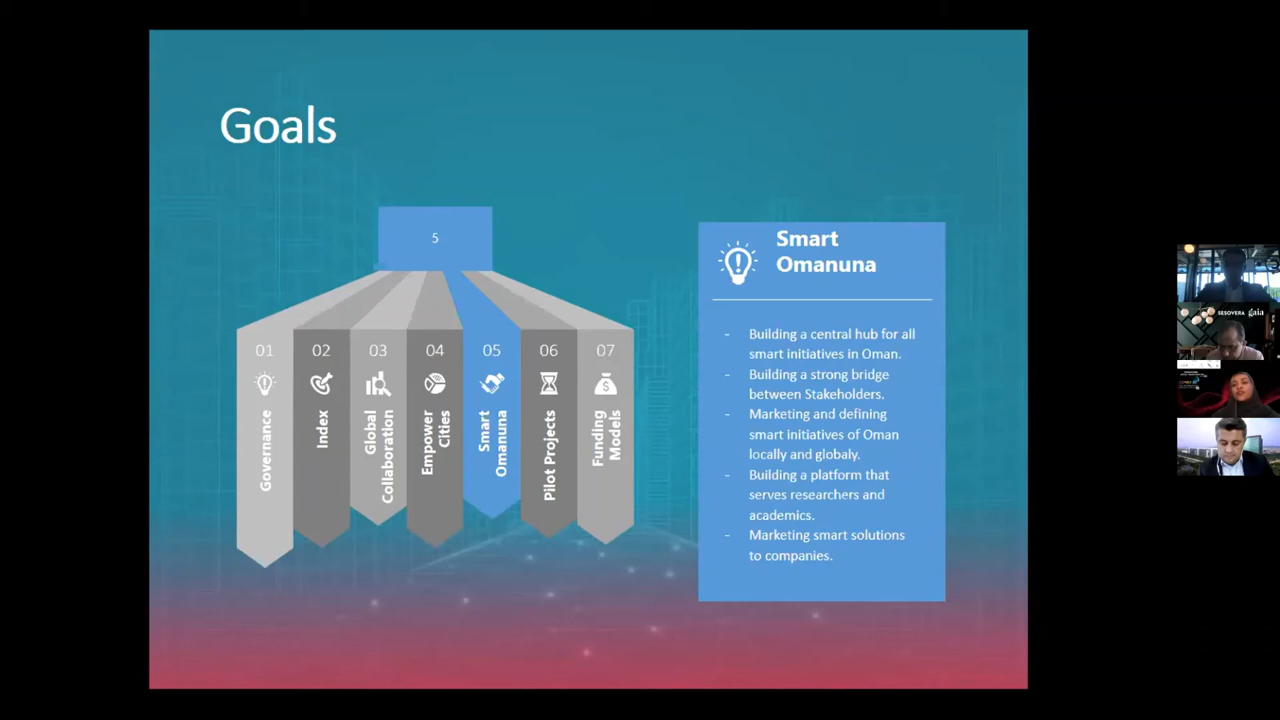 Goals
5
01
Governance
02
Index
03
Global
Collaboration
04
Empower
Cities
05
Smart
Omanuna
06
Pilot Projects
07
Funding
Models
Smart
Omanuna
- Building a central hub for all
smart initiatives in Oman.
- Building a strong bridge
between Stakeholders.
- Marketing and defining
smart initiatives of Oman
locally and globaly.
- Building a platform that
serves researchers and
academics.
- Marketing smart solutions
to companies.
SESOVERA gaia